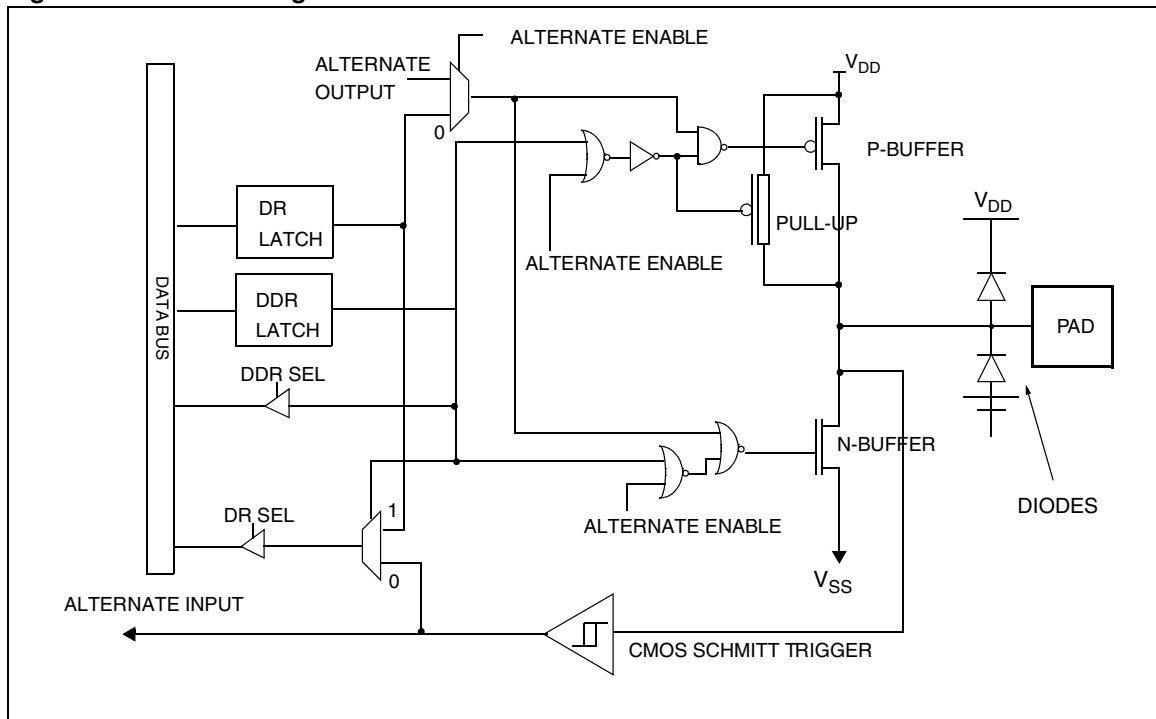 ALTERNATE ENABLE
ALTERNATE
OUTPUT
0
VDD
P-BUFFER
PULL-UP
ALTERNATE ENABLE
VDD
PAD
DR
LATCH
DDR
LATCH
DATA BUS
DDR SEL
N-BUFFER
DIODES
ALTERNATE ENABLE
DR SEL
1
0
VSS
ALTERNATE INPUT
CMOS SCHMITT TRIGGER